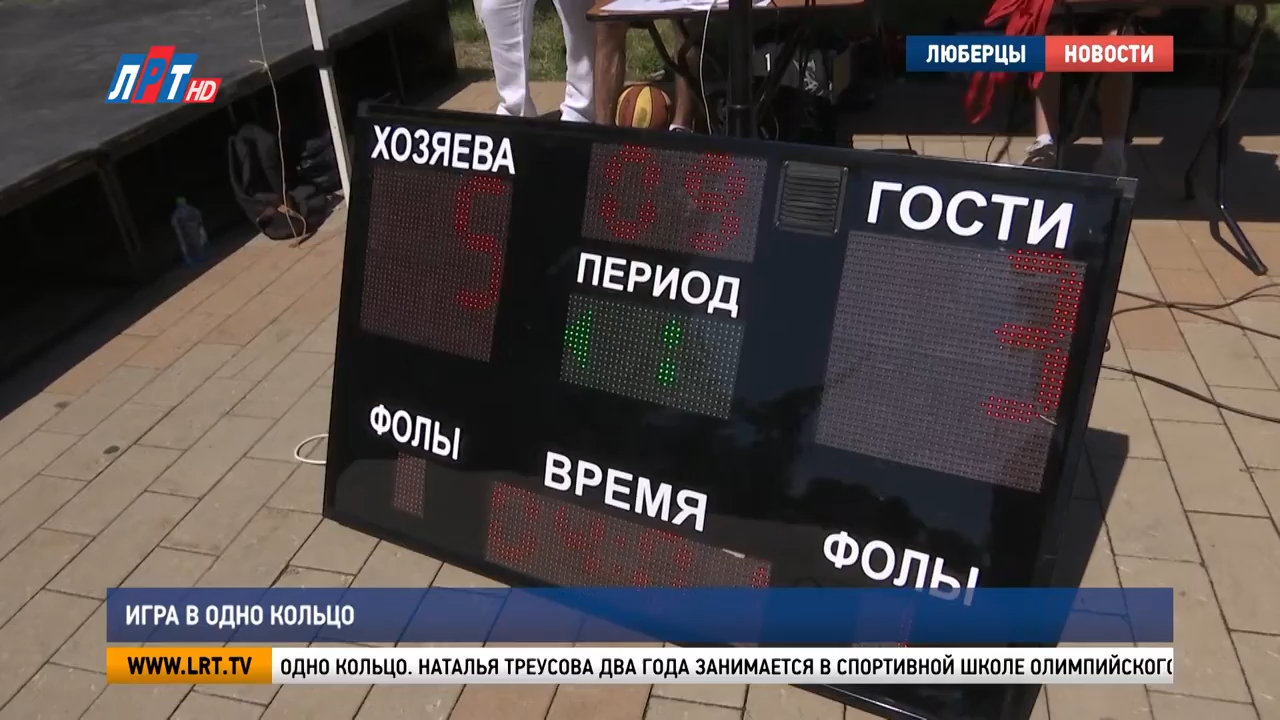 ЛРТ HD
ЛЮБЕРЦЫ НОВОСТИ
ХОЗЯЕВА
5
09
ГОСТИ
3
ПЕРИОД
1
ФОЛЫ
ВРЕМЯ
ФОЛЫ
ИГРА В ОДНО КОЛЬЦО
WWW.LRT.TV
ОДНО КОЛЬЦО. НАТАЛЬЯ ТРЕУСОВА ДВА ГОДА ЗАНИМАЕТСЯ В СПОРТИВНОЙ ШКОЛЕ ОЛИМПИЙСКОГО